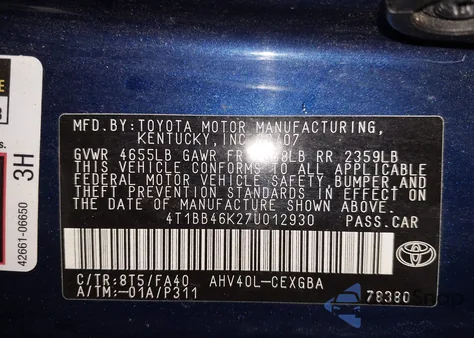 MFD.BY:TOYOTA MOTOR MANUFACTURING,
KENTUCKY, INC. 07
GVWR 4655LB GAWR FR 8LB RR 2359LB
THIS VEHICLE CONFORMS TO ALL APPLICABLE
FEDERAL MOTOR VEHICLE SAFETY, BUMPER,AND
THEFT PREVENTION STANDARDS IN EFFECT ON
THE DATE OF MANUFACTURE SHOWN ABOVE.
4T1BB46K27U012930 PASS.CAR
C/TR:8T5/FA40 AHV40L-CEXGBA
A/TM:-01A/P311
78380
3H
42661-06650